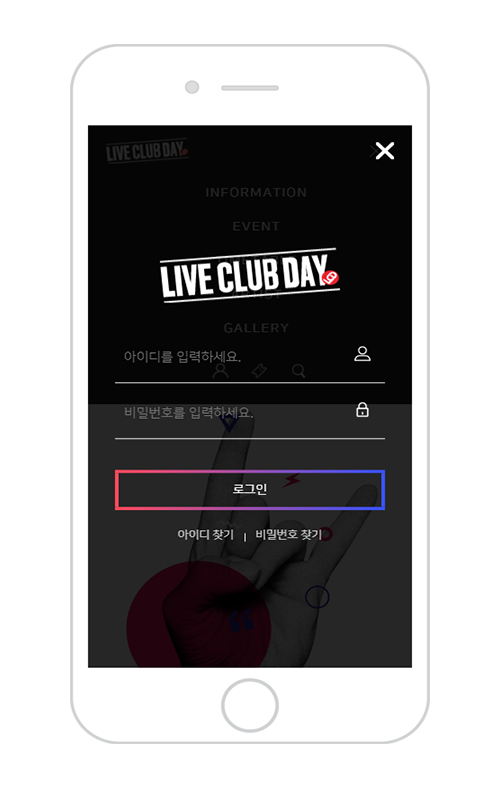 LIVE CLUB DAY
INFORMATION
EVENT
LIVE CLUB DAY
GALLERY
아이디를 입력하세요.
비밀번호를 입력하세요.
로그인
아이디 찾기 | 비밀번호 찾기